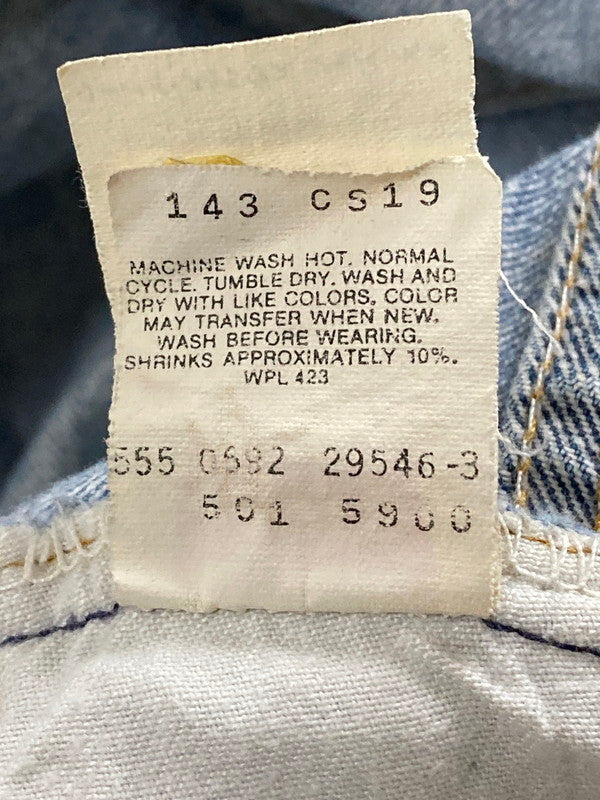 143 CS19
MACHINE WASH HOT. NORMAL
CYCLE. TUMBLE DRY. WASH AND
DRY WITH LIKE COLORS. COLOR
MAY TRANSFER WHEN NEW.
WASH BEFORE WEARING.
SHRINKS APPROXIMATELY 10%.
WPL 423
555 0692 29546-3
501 5900